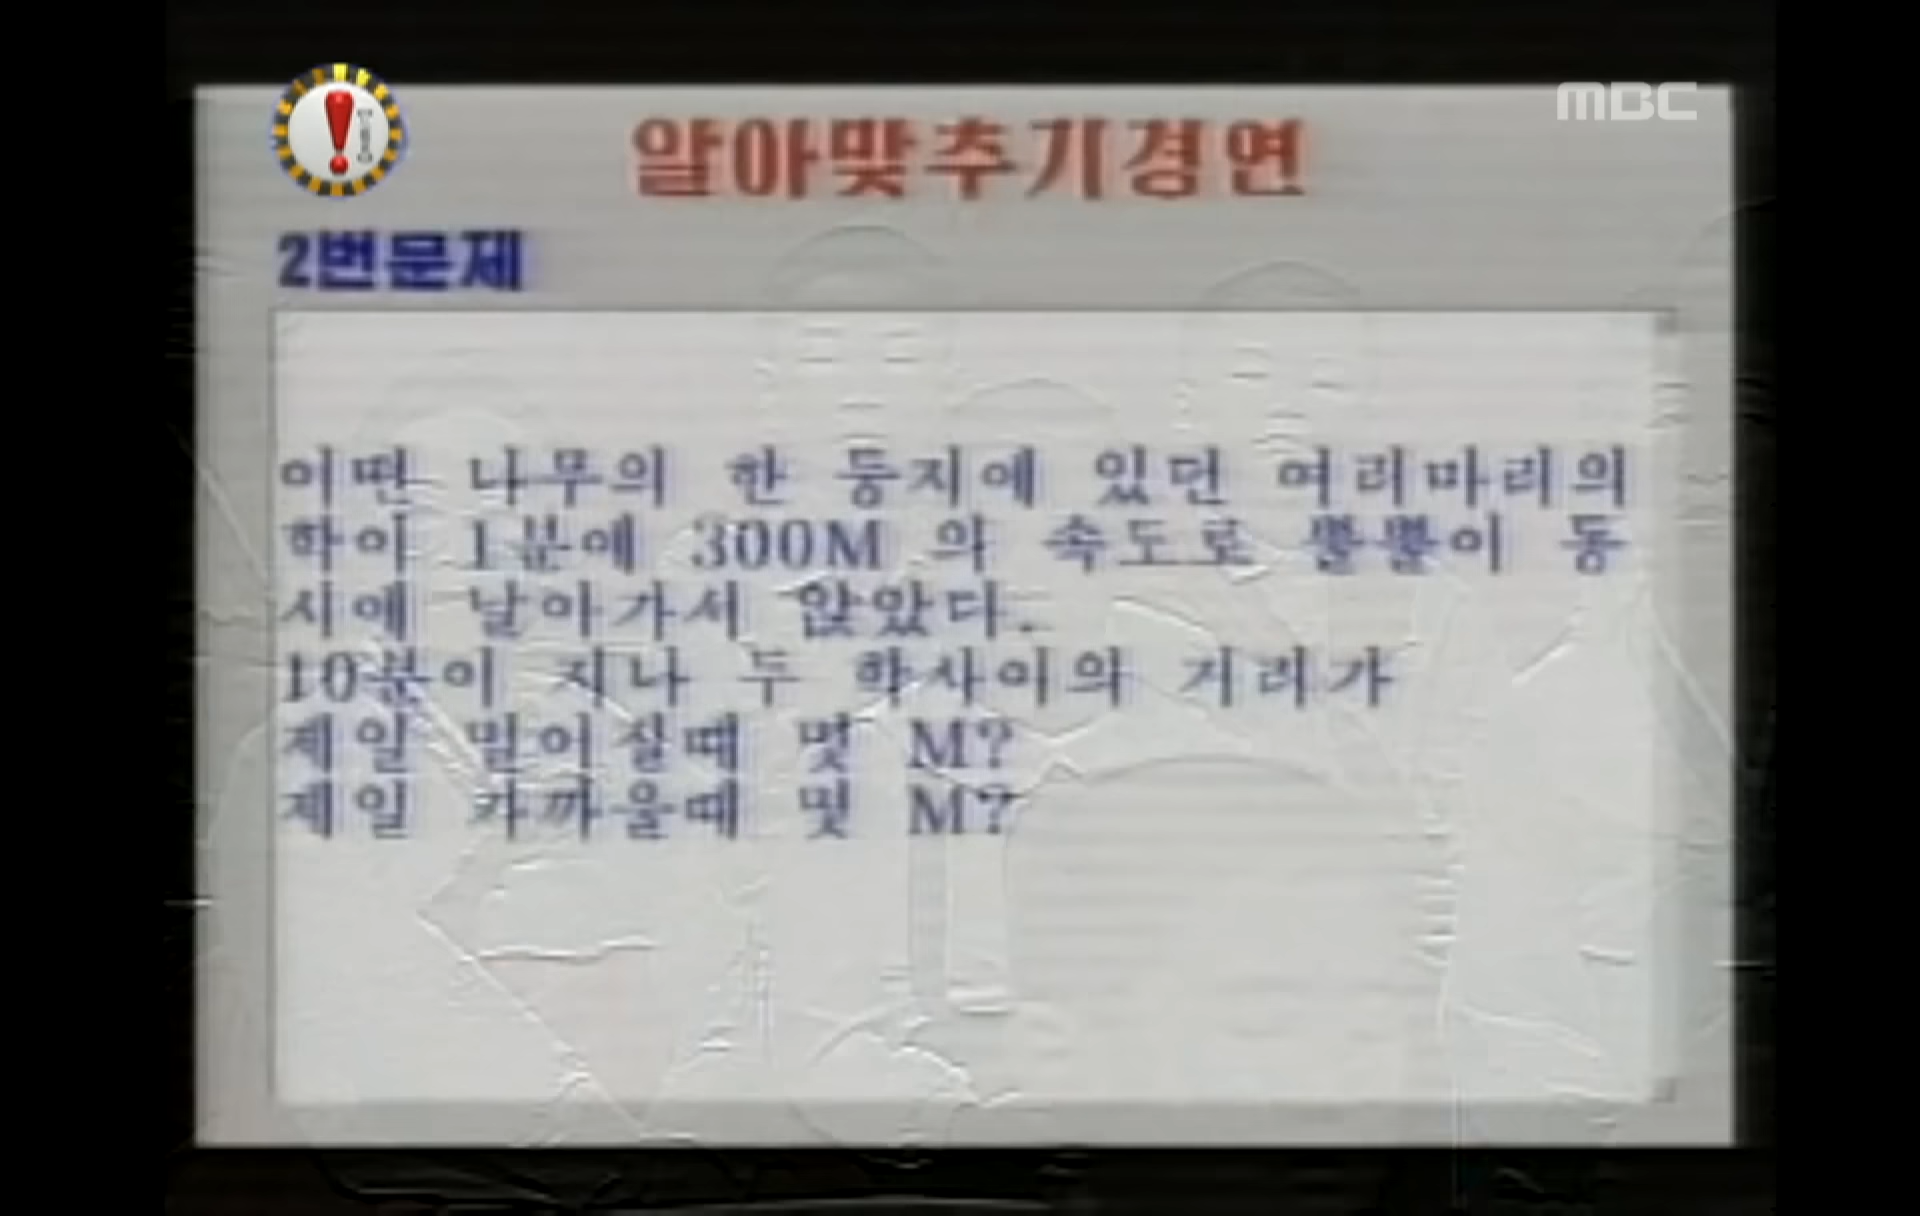 MBC
알아맞추기경연
2번문제
어떤 나무의 한 둥지에 있던 여러마리의
학이 1분에 300M 의 속도로 뿔뿔이 동
시에 날아가서 앉았다.
10분이 지나 두 학사이의 거리가
제일 멀어질때 몇 M?
제일 가까울때 몇 M?